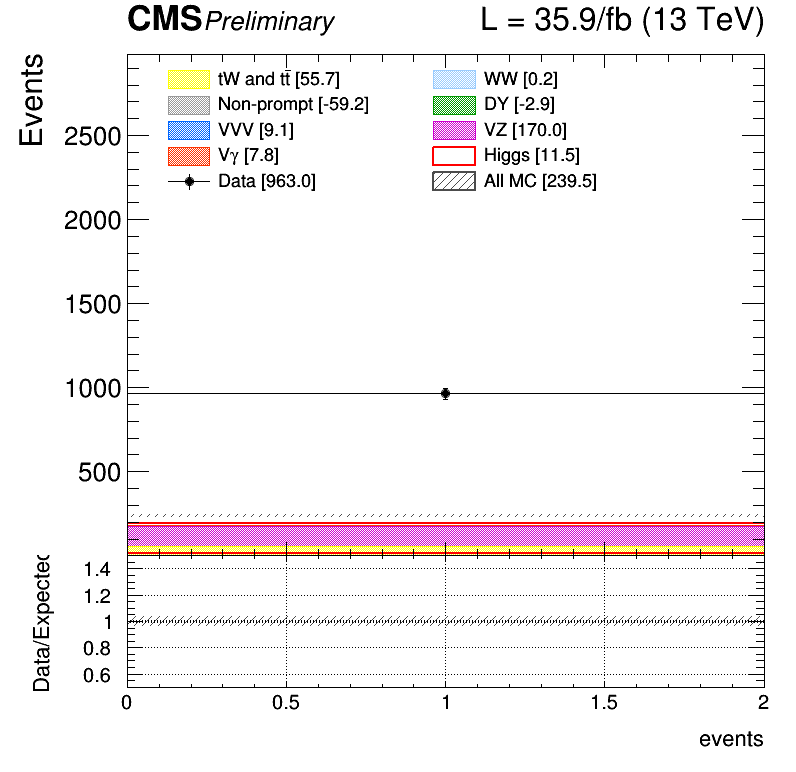 CMS Preliminary L = 35.9/fb (13 TeV)
Events
tW and tt̄ [55.7] WW [0.2]
Non-prompt [-59.2] DY [-2.9]
VVV [9.1] VZ [170.0]
Vγ [7.8] Higgs [11.5]
Data [963.0] All MC [239.5]
2500
2000
1500
1000
500
Data/Expected
1.4
1.2
1
0.8
0.6
0 0.5 1 1.5 2
events